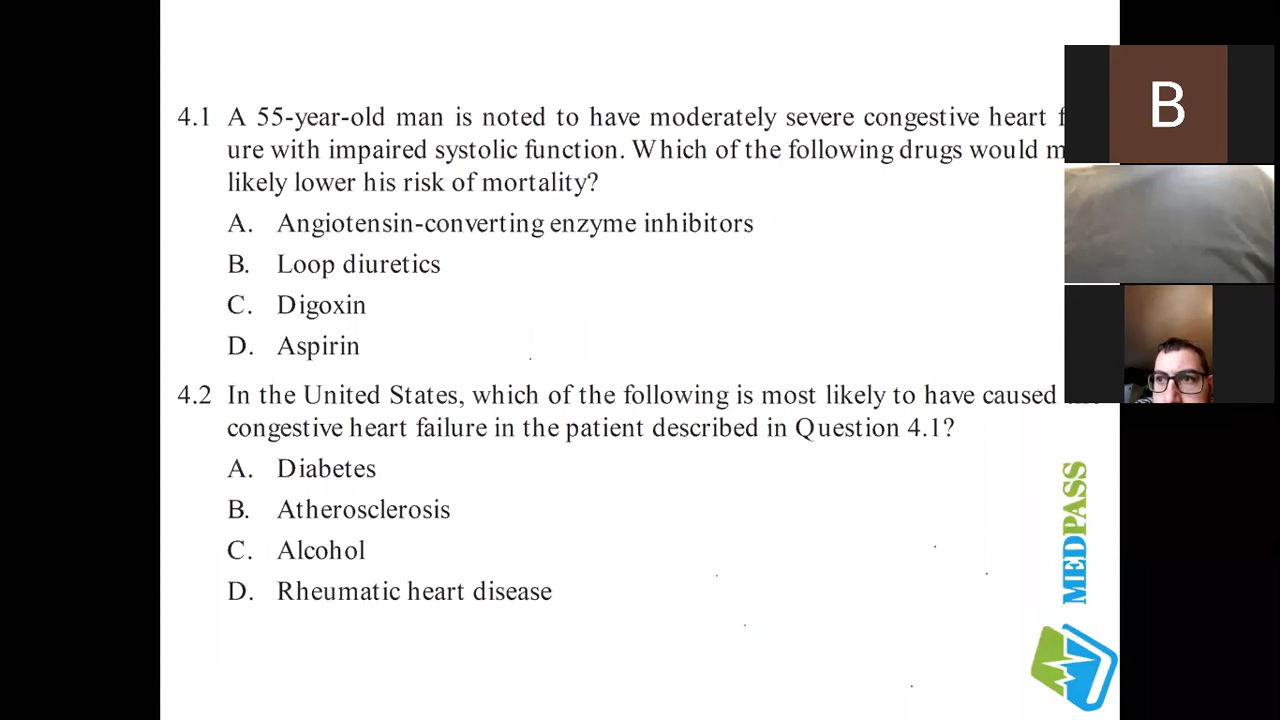 4.1 A 55-year-old man is noted to have moderately severe congestive heart
ure with impaired systolic function. Which of the following drugs would
likely lower his risk of mortality?
A. Angiotensin-converting enzyme inhibitors
B. Loop diuretics
C. Digoxin
D. Aspirin
4.2 In the United States, which of the following is most likely to have caused
congestive heart failure in the patient described in Question 4.1?
A. Diabetes
B. Atherosclerosis
C. Alcohol
D. Rheumatic heart disease
B
MEDPASS